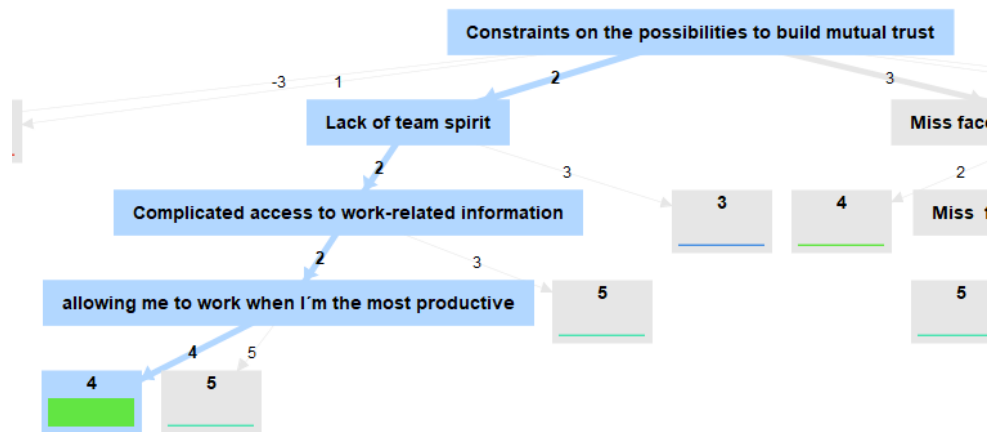 Constraints on the possibilities to build mutual trust
-3
1
2
3
Lack of team spirit
Miss face
2
3
2
Complicated access to work-related information
3
4
Miss f
2
3
allowing me to work when I´m the most productive
5
5
4
5
4
5